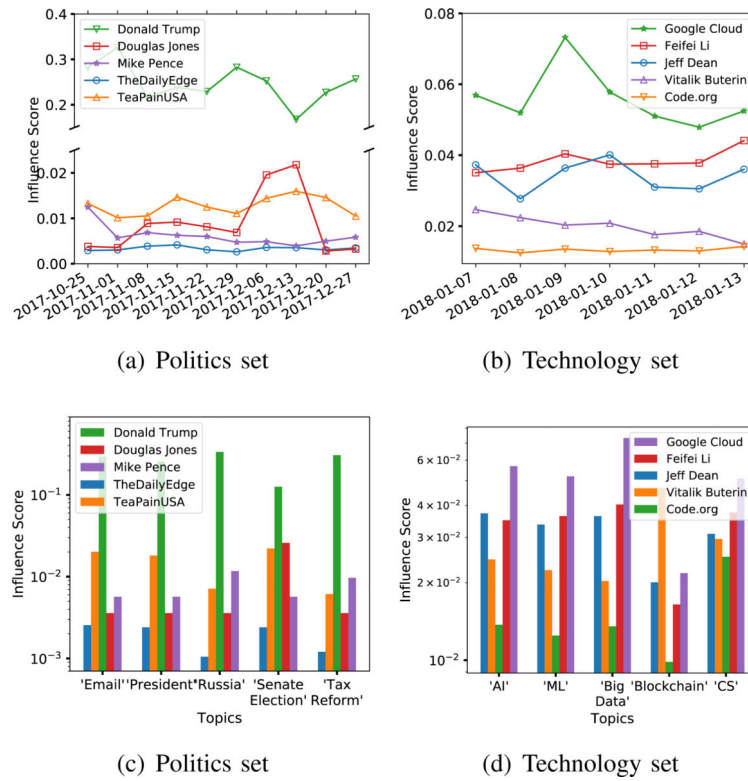 0.4
0.2
0.02
0.01
0.00
Influence Score
Donald Trump
Douglas Jones
Mike Pence
TheDailyEdge
TeaPainUSA
2017-10-25
2017-11-01
2017-11-08
2017-11-15
2017-11-22
2017-11-29
2017-12-06
2017-12-13
2017-12-20
2017-12-27
(a) Politics set
0.08
0.06
0.04
0.02
Influence Score
Google Cloud
Feifei Li
Jeff Dean
Vitalik Buterin
Code.org
2018-01-07
2018-01-08
2018-01-09
2018-01-10
2018-01-11
2018-01-12
2018-01-13
(b) Technology set
10⁻¹
10⁻²
10⁻³
Influence Score
Donald Trump
Douglas Jones
Mike Pence
TheDailyEdge
TeaPainUSA
'Email' 'President' 'Russia' 'Senate Election' 'Tax Reform'
Topics
(c) Politics set
6 × 10⁻²
4 × 10⁻²
3 × 10⁻²
2 × 10⁻²
10⁻²
Influence Score
Google Cloud
Feifei Li
Jeff Dean
Vitalik Buterin
Code.org
'AI' 'ML' 'Big Data' 'Blockchain' 'CS'
Topics
(d) Technology set